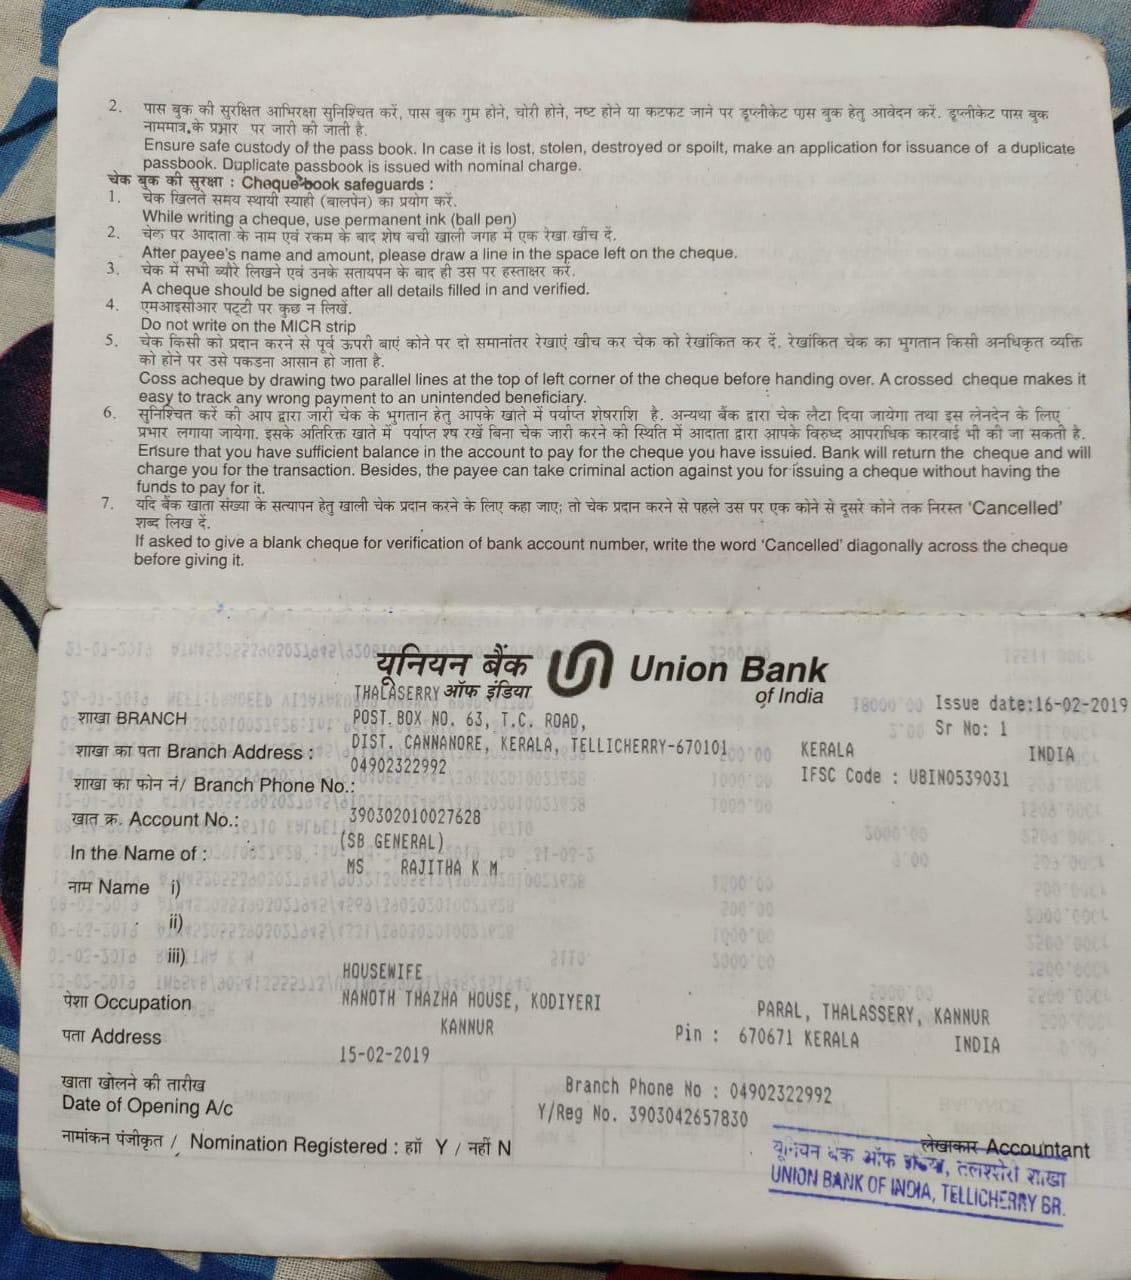 2. पास बुक की सुरक्षित आभिरक्षा सुनिश्चित करें, पास बुक गुम होने, चोरी होने, नष्ट होने या कटफट जाने पर डूप्लीकेट पास बुक हेतु आवेदन करें. डूप्लीकेट पास बुक
नाममात्र के प्रभार पर जारी की जाती है.
Ensure safe custody of the pass book. In case it is lost, stolen, destroyed or spoilt, make an application for issuance of a duplicate
passbook. Duplicate passbook is issued with nominal charge.
चेक बुक की सुरक्षा : Cheque book safeguards :
1. चेक खिलते समय स्थायी स्याही (बालपेन) का प्रयोग करें.
While writing a cheque, use permanent ink (ball pen)
2. चेक पर आदाता के नाम एवं रकम के बाद शेष बची खाली जगह में एक रेखा खींच दें.
After payee's name and amount, please draw a line in the space left on the cheque.
3. चेक में सभी ब्यौरे लिखने एवं उनके सतायपन के बाद ही उस पर हस्ताक्षर करें.
A cheque should be signed after all details filled in and verified.
4. एमआइसीआर पट्टी पर कुछ न लिखें.
Do not write on the MICR strip
5. चेक किसी को प्रदान करने से पूर्व ऊपरी बाएं कोने पर दो समानांतर रेखाएं खीच कर चेक को रेखांकित कर दें. रेखांकित चेक का भुगतान किसी अनधिकृत व्यक्ति
को होने पर उसे पकडना आसान हो जाता है.
Coss acheque by drawing two parallel lines at the top of left corner of the cheque before handing over. A crossed cheque makes it
easy to track any wrong payment to an unintended beneficiary.
6. सुनिश्चित करें की आप द्वारा जारी चेक के भुगतान हेतु आपके खाते में पर्याप्त शेषराशि है. अन्यथा बैंक द्वारा चेक लैटा दिया जायेगा तथा इस लेनदेन के लिए
प्रभार लगाया जायेगा. इसके अतिरिक्त खाते में पर्याप्त श्ष रखें बिना चेक जारी करने की स्थिति में आदाता द्वारा आपके विरुध्द आपराधिक कारवाई भी की जा सकती है.
Ensure that you have sufficient balance in the account to pay for the cheque you have issuied. Bank will return the cheque and will
charge you for the transaction. Besides, the payee can take criminal action against you for issuing a cheque without having the
funds to pay for it.
7. यदि बैंक खाता संख्या के सत्यापन हेतु खाली चेक प्रदान करने के लिए कहा जाए; तो चेक प्रदान करने से पहले उस पर एक कोने से दूसरे कोने तक निरस्त 'Cancelled'
शब्द लिख दें.
If asked to give a blank cheque for verification of bank account number, write the word 'Cancelled' diagonally across the cheque
before giving it.
यूनियन बैंक Union Bank
ऑफ इंडिया of India
THALASERRY
Issue date:16-02-2019
शाखा BRANCH POST.BOX NO. 63, T.C. ROAD,
Sr No: 1
शाखा का पता Branch Address : DIST. CANNANORE, KERALA, TELLICHERRY-670101 KERALA INDIA
04902322992 IFSC Code : UBIN0539031
शाखा का फोन नं/ Branch Phone No.:
खात क्र. Account No.: 390302010027628
In the Name of : (SB GENERAL)
MS RAJITHA K M
नाम Name i)
ii)
iii)
HOUSEWIFE
पेशा Occupation NANOTH THAZHA HOUSE, KODIYERI PARAL, THALASSERY, KANNUR
पता Address KANNUR Pin : 670671 KERALA INDIA
15-02-2019
खाता खोलने की तारीख
Date of Opening A/c
Branch Phone No : 04902322992
Y/Reg No. 3903042657830
नामांकन पंजीकृत / Nomination Registered : हाँ Y / नहीं N
लेखाकार Accountant
यूनियन बैंक ऑफ इंडिया, तलश्शेरी शाखा
UNION BANK OF INDIA, TELLICHERRY BR.